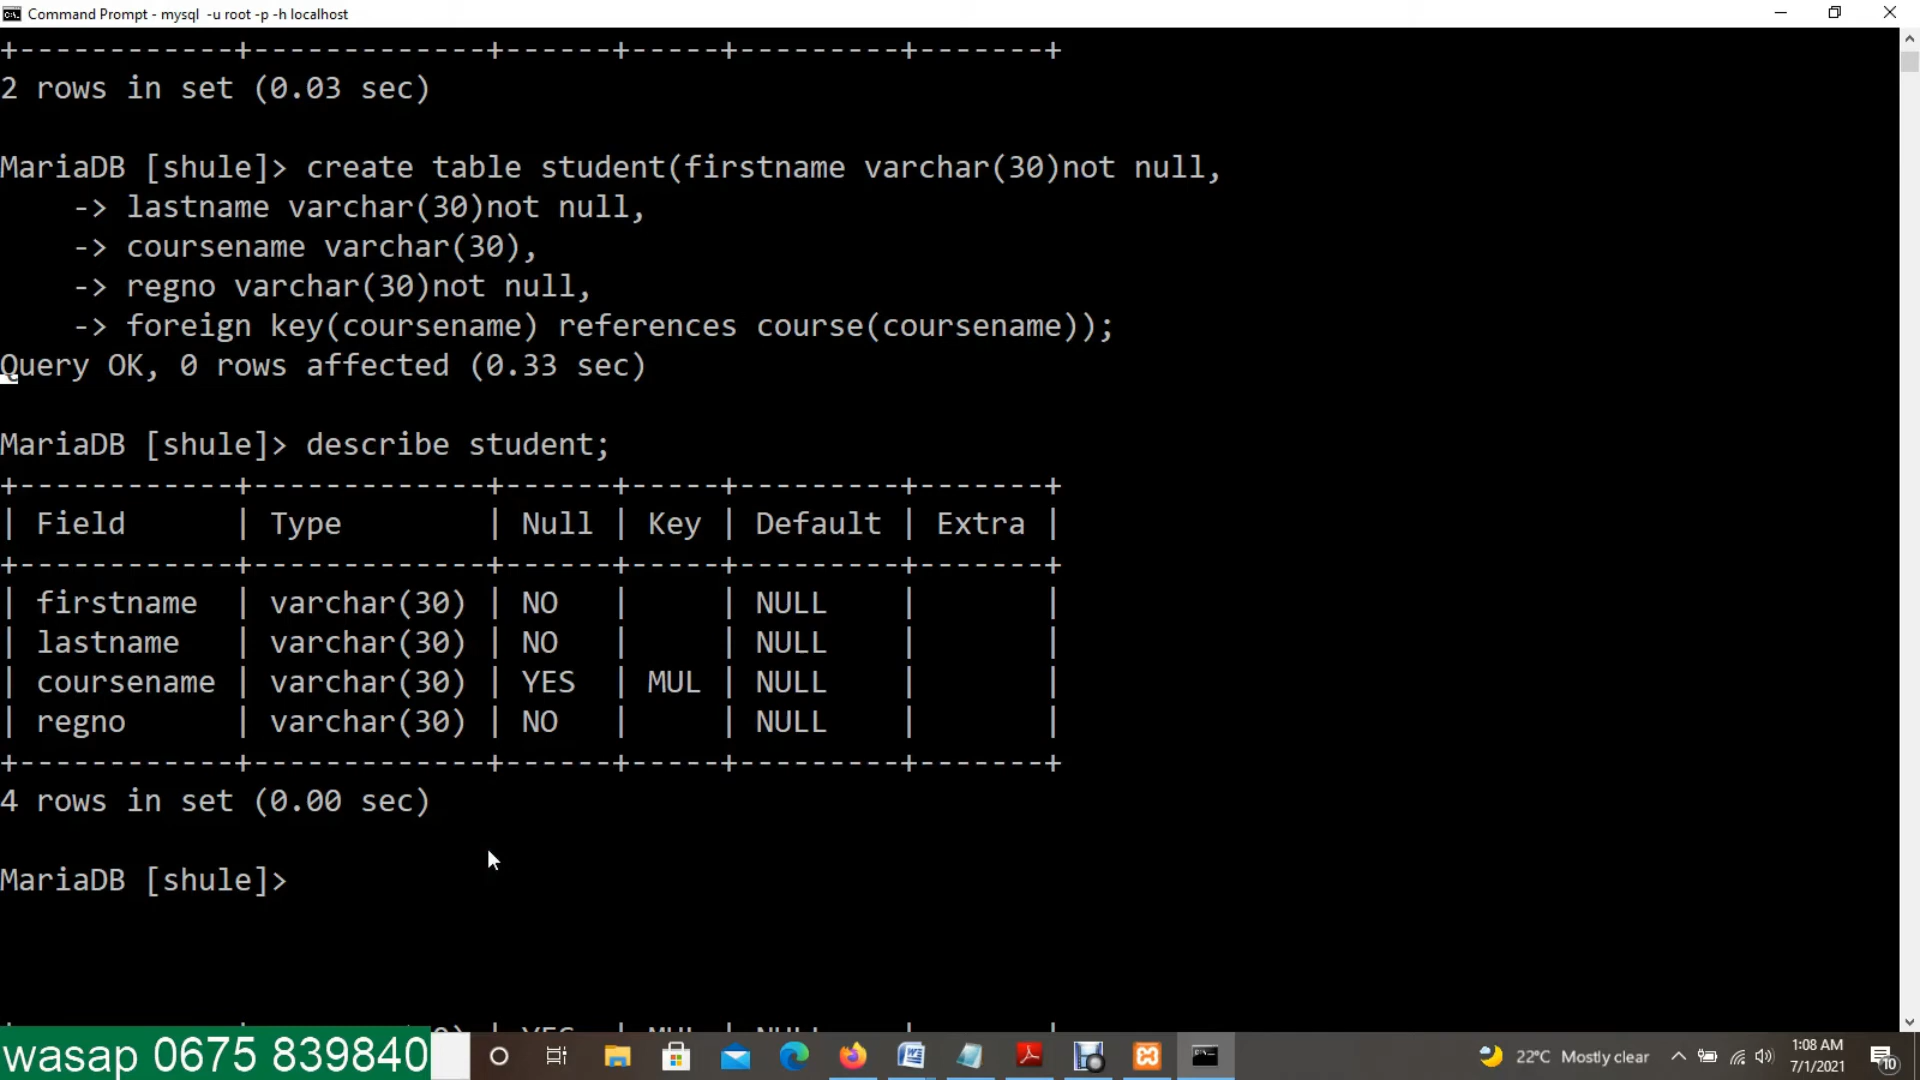 Command Prompt - mysql -u root -p -h localhost
+------------+-------------+------+-----+---------+-------+
2 rows in set (0.03 sec)
MariaDB [shule]> create table student(firstname varchar(30)not null,
    -> lastname varchar(30)not null,
    -> coursename varchar(30),
    -> regno varchar(30)not null,
    -> foreign key(coursename) references course(coursename));
Query OK, 0 rows affected (0.33 sec)
MariaDB [shule]> describe student;
+------------+-------------+------+-----+---------+-------+
| Field      | Type        | Null | Key | Default | Extra |
+------------+-------------+------+-----+---------+-------+
| firstname  | varchar(30) | NO   |     | NULL    |       |
| lastname   | varchar(30) | NO   |     | NULL    |       |
| coursename | varchar(30) | YES  | MUL | NULL    |       |
| regno      | varchar(30) | NO   |     | NULL    |       |
+------------+-------------+------+-----+---------+-------+
4 rows in set (0.00 sec)
MariaDB [shule]>
wasap 0675 839840
22°C Mostly clear
1:08 AM
7/1/2021
10